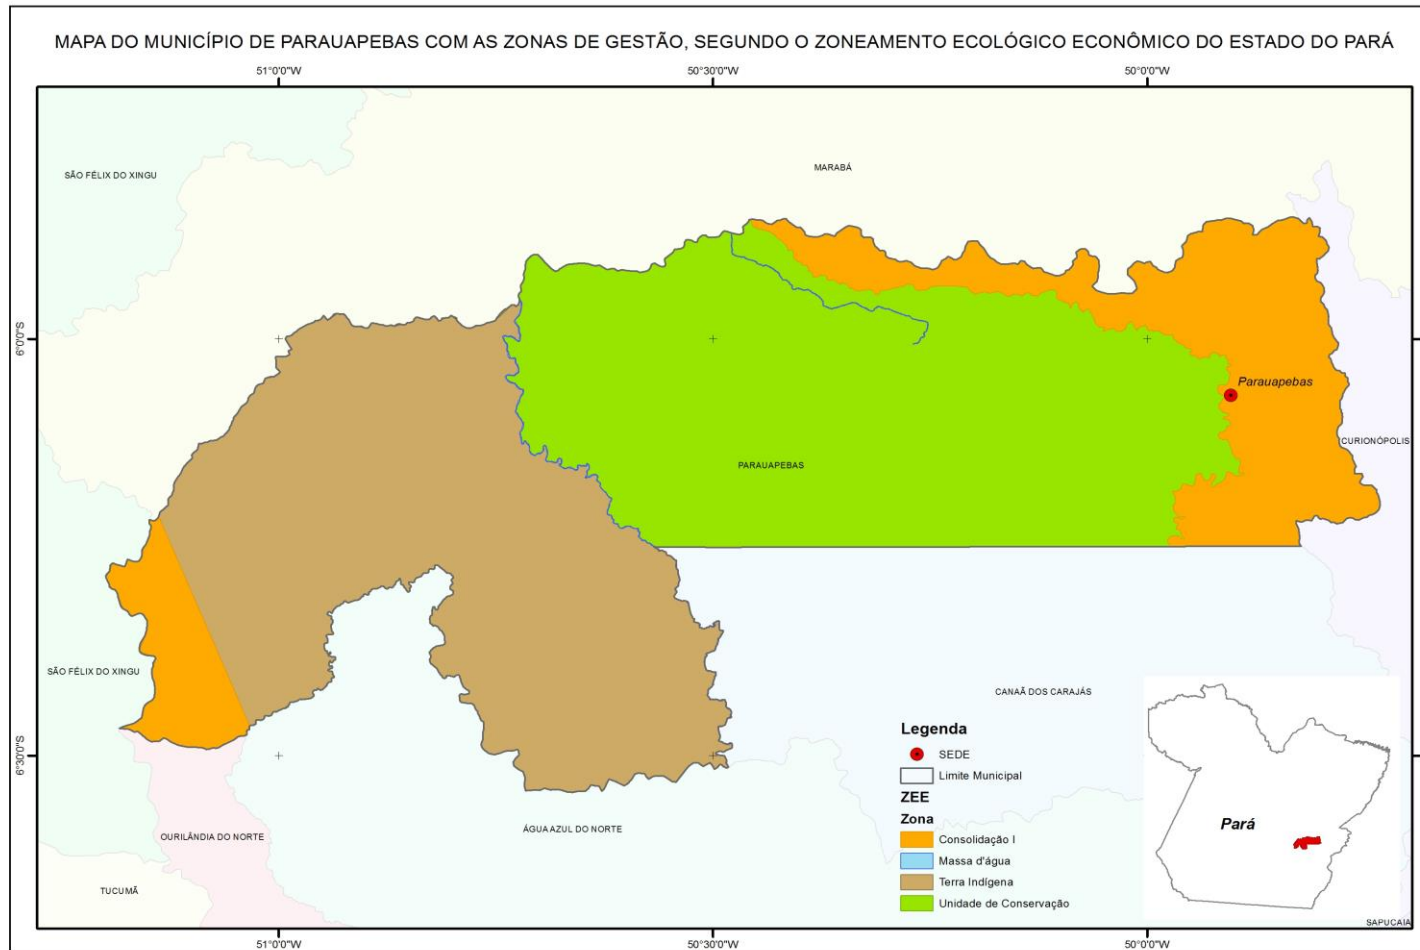 MAPA DO MUNICÍPIO DE PARAUAPEBAS COM AS ZONAS DE GESTÃO, SEGUNDO O ZONEAMENTO ECOLÓGICO ECONÔMICO DO ESTADO DO PARÁ
51°0'0"W
50°30'0"W
50°0'0"W
MARABÁ
SÃO FÉLIX DO XINGU
6°0'0"S
Parauapebas
CURIONÓPOLIS
PARAUAPEBAS
SÃO FÉLIX DO XINGU
CANAÃ DOS CARAJÁS
Legenda
SEDE
Limite Municipal
ZEE
Zona
Consolidação I
Massa d'água
Terra Indígena
Unidade de Conservação
6°30'0"S
Pará
OURILÂNDIA DO NORTE
ÁGUA AZUL DO NORTE
TUCUMÃ
SAPUCAIA
51°0'0"W
50°30'0"W
50°0'0"W